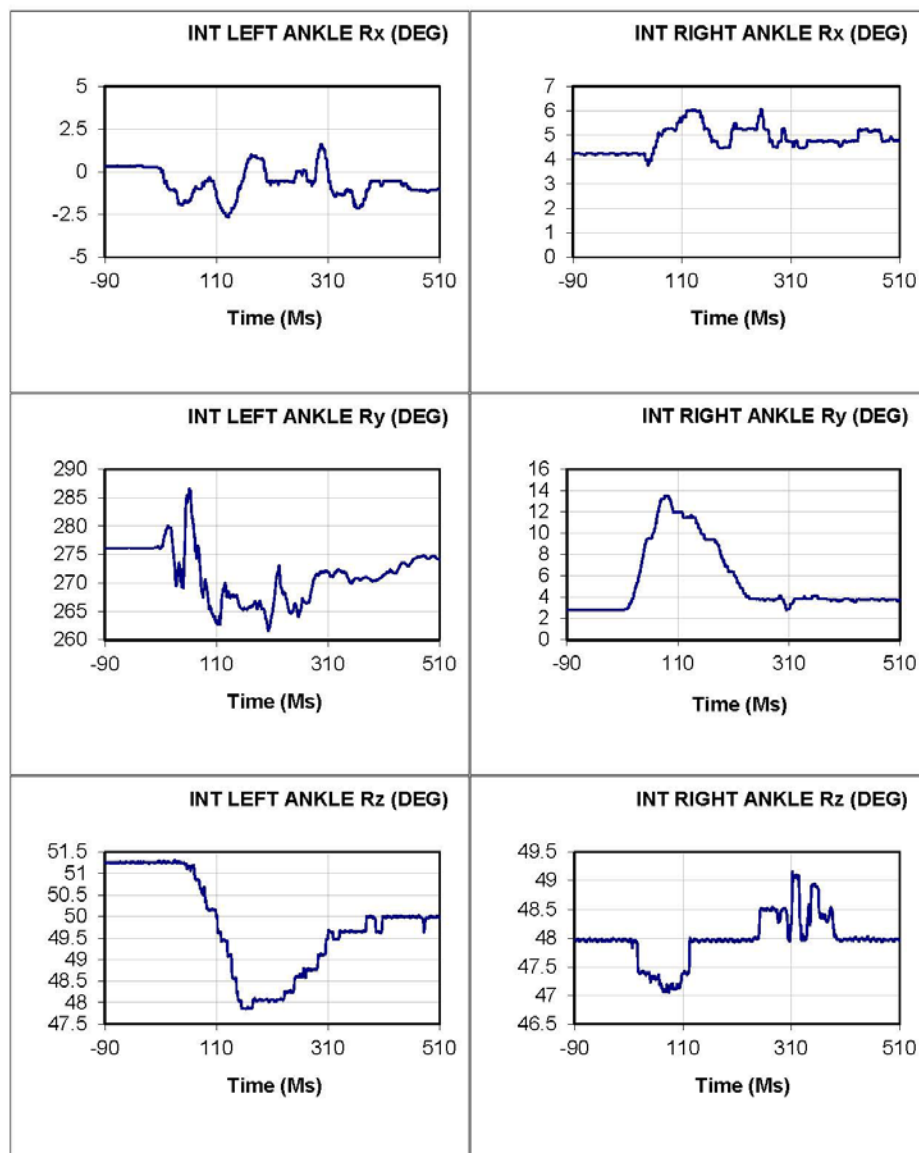 INT LEFT ANKLE Rx (DEG)
5
2.5
0
-2.5
-5
-90 110 310 510
Time (Ms)
INT RIGHT ANKLE Rx (DEG)
7
6
5
4
3
2
1
0
-90 110 310 510
Time (Ms)
INT LEFT ANKLE Ry (DEG)
290
285
280
275
270
265
260
-90 110 310 510
Time (Ms)
INT RIGHT ANKLE Ry (DEG)
16
14
12
10
8
6
4
2
0
-90 110 310 510
Time (Ms)
INT LEFT ANKLE Rz (DEG)
51.5
51
50.5
50
49.5
49
48.5
48
47.5
-90 110 310 510
Time (Ms)
INT RIGHT ANKLE Rz (DEG)
49.5
49
48.5
48
47.5
47
46.5
-90 110 310 510
Time (Ms)